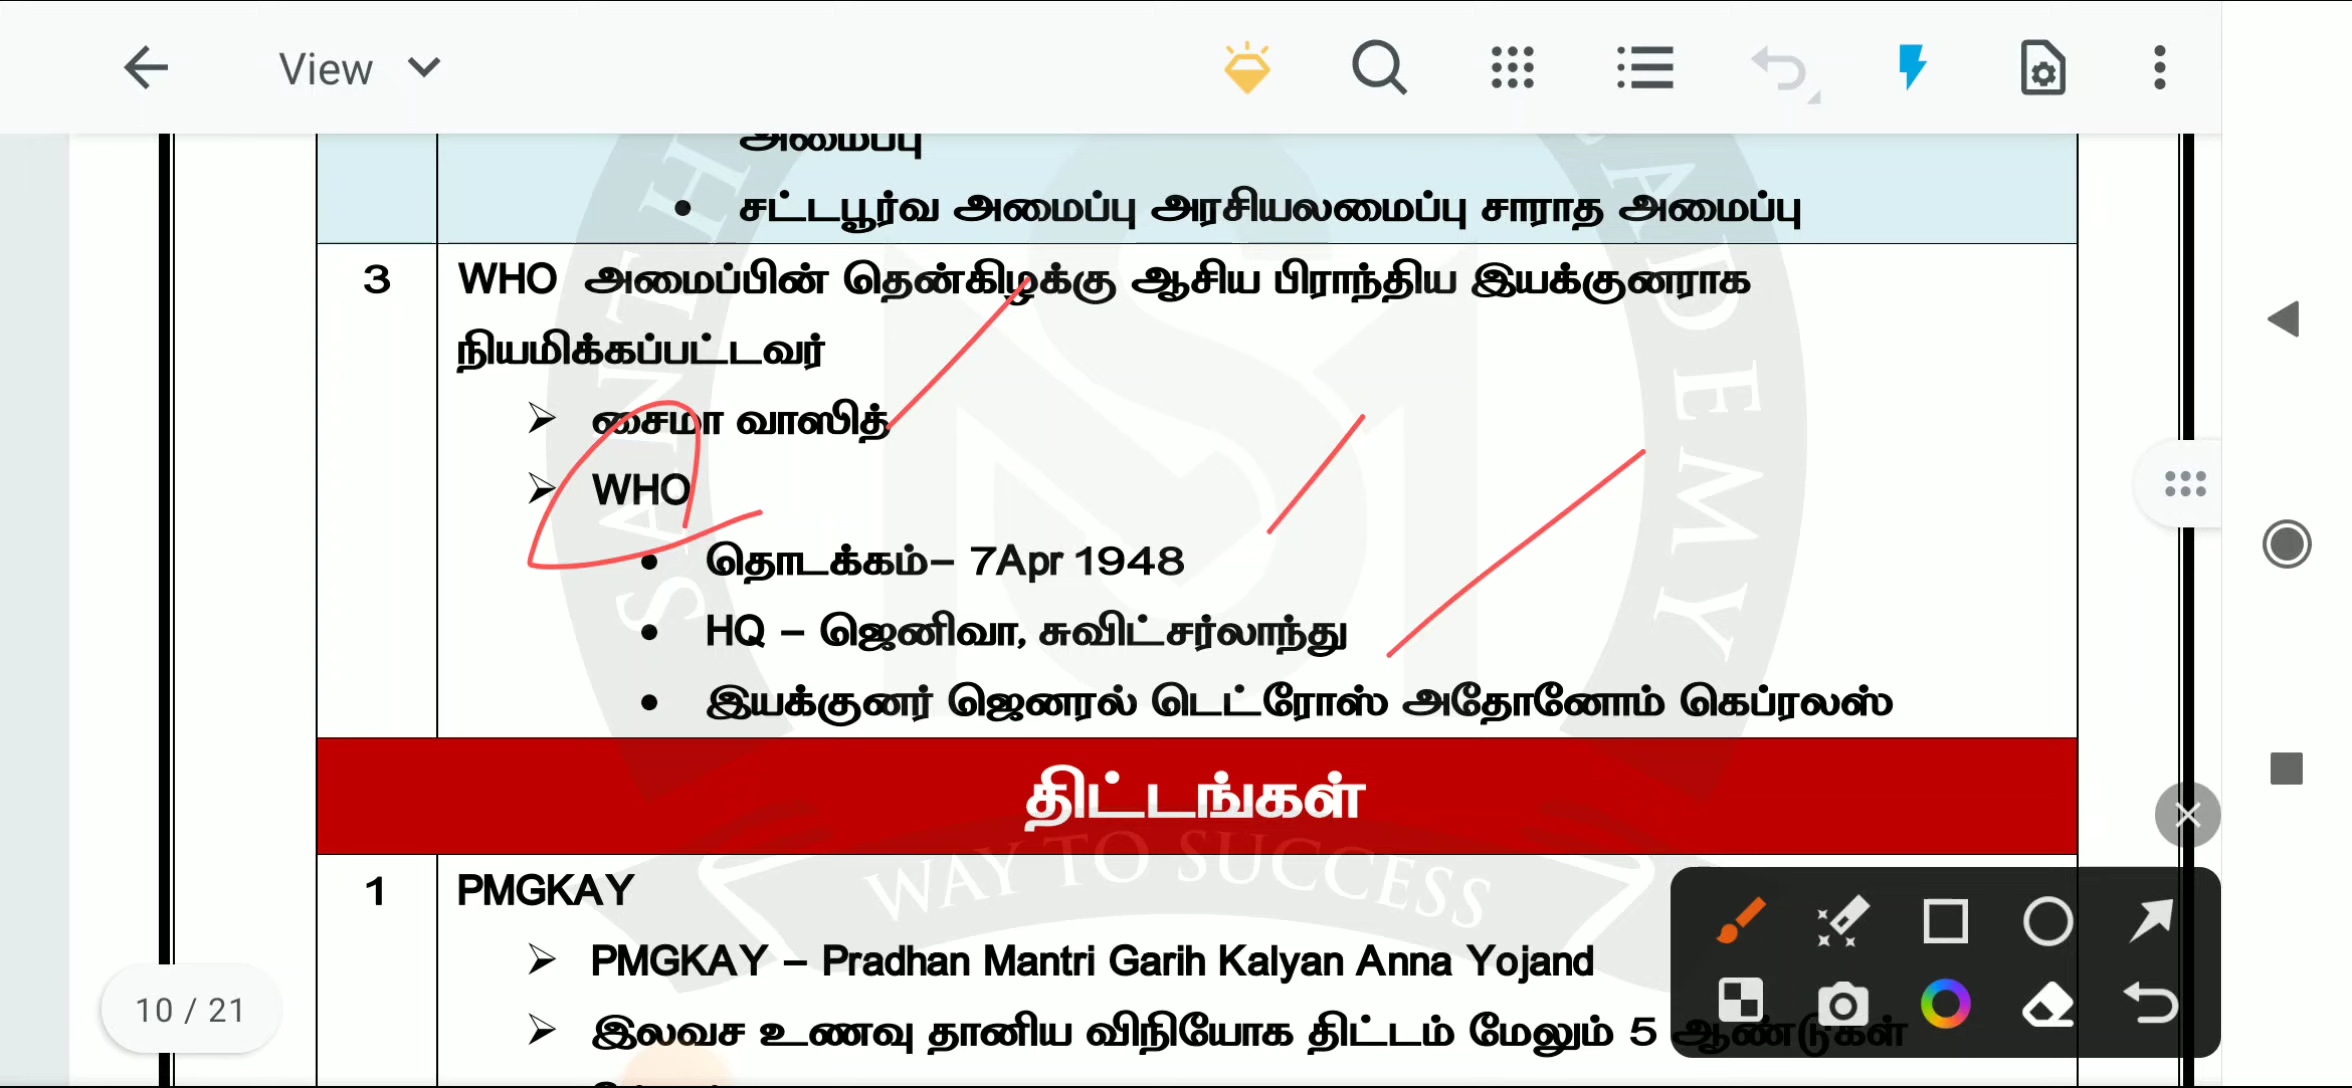 View
அமைப்பு
• சட்டபூர்வ அமைப்பு அரசியலமைப்பு சாராத அமைப்பு
3 WHO அமைப்பின் தென்கிழக்கு ஆசிய பிராந்திய இயக்குனராக
நியமிக்கப்பட்டவர்
➢ சைமா வாஸித்
➢ WHO
• தொடக்கம்– 7Apr 1948
• HQ – ஜெனிவா, சுவிட்சர்லாந்து
• இயக்குனர் ஜெனரல் டெட்ரோஸ் அதோனோம் கெப்ரலஸ்
திட்டங்கள்
WAY TO SUCCESS
1 PMGKAY
➢ PMGKAY – Pradhan Mantri Garih Kalyan Anna Yojand
10 / 21
➢ இலவச உணவு தானிய விநியோக திட்டம் மேலும் 5 ஆண்டுகள்